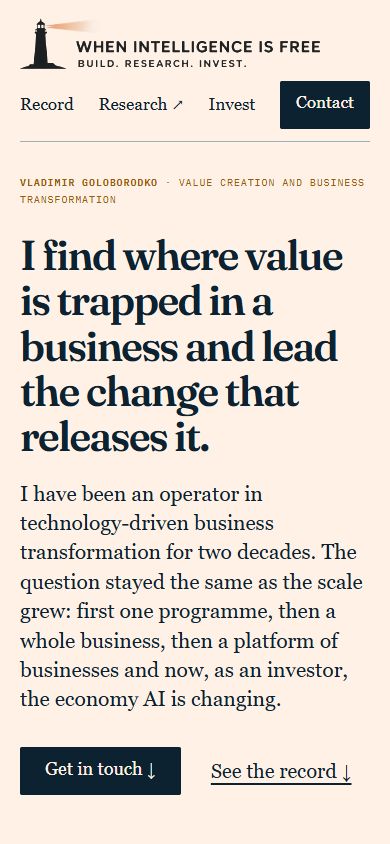 WHEN INTELLIGENCE IS FREE
BUILD. RESEARCH. INVEST.
Record Research ↗ Invest Contact
VLADIMIR GOLOBORODKO · VALUE CREATION AND BUSINESS
TRANSFORMATION
I find where value
is trapped in a
business and lead
the change that
releases it.
I have been an operator in
technology-driven business
transformation for two decades. The
question stayed the same as the scale
grew: first one programme, then a
whole business, then a platform of
businesses and now, as an investor,
the economy AI is changing.
Get in touch ↓ See the record ↓